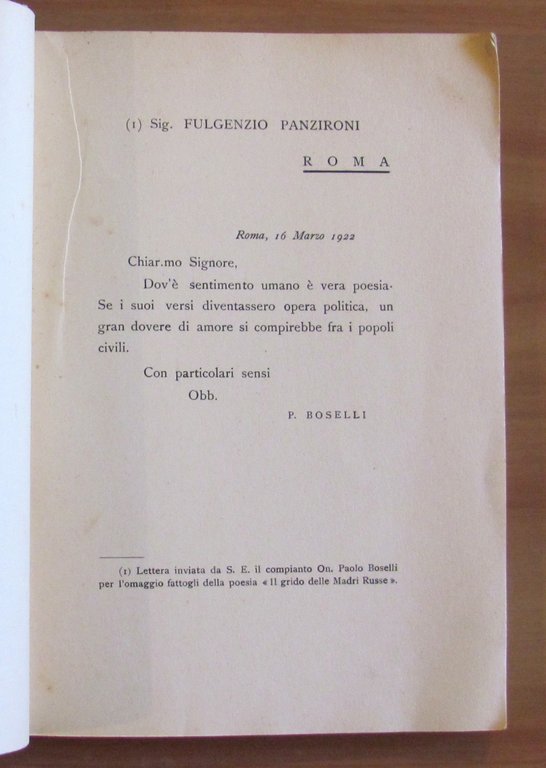 (1) Sig. FULGENZIO PANZIRONI
ROMA
Roma, 16 Marzo 1922
Chiar.mo Signore,
Dov'è sentimento umano è vera poesia.
Se i suoi versi diventassero opera politica, un
gran dovere di amore si compirebbe fra i popoli
civili.
Con particolari sensi
Obb.
P. BOSELLI
(1) Lettera inviata da S. E. il compianto On. Paolo Boselli
per l'omaggio fattogli della poesia « Il grido delle Madri Russe ».